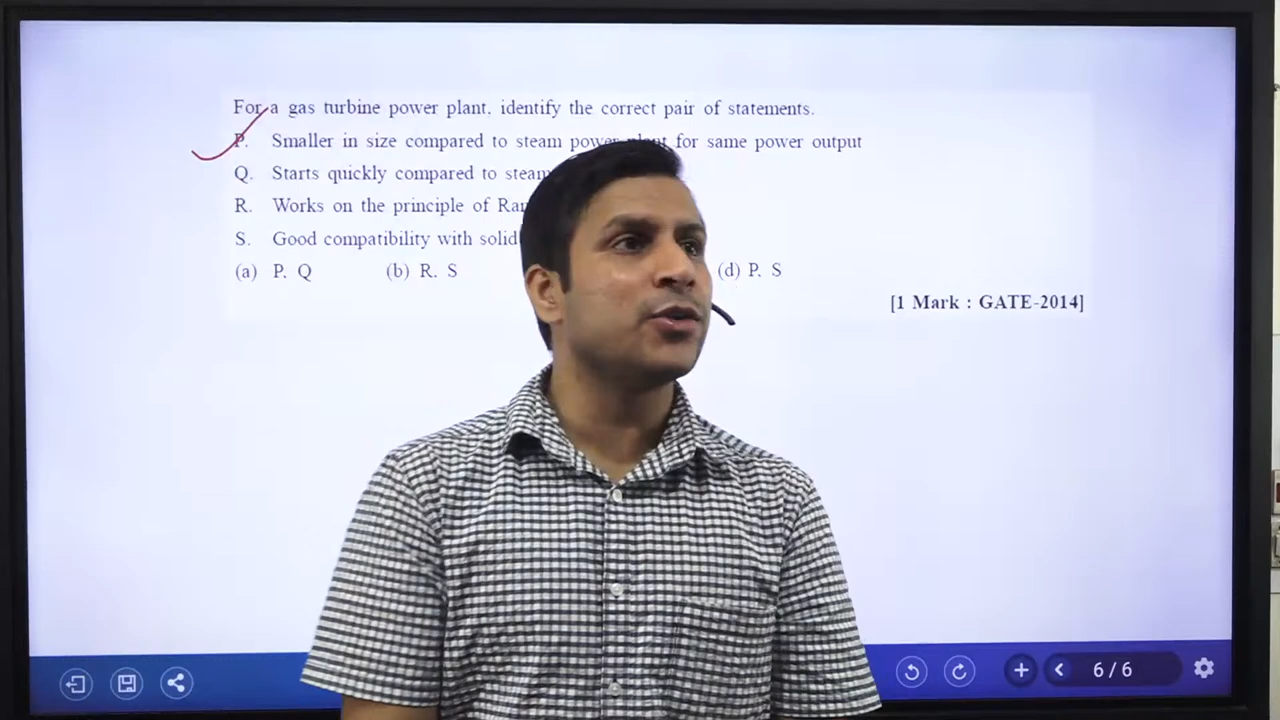 For a gas turbine power plant. identify the correct pair of statements.
P. Smaller in size compared to steam power plant for same power output
Q. Starts quickly compared to steam
R. Works on the principle of
S. Good compatibility with solid
(a) P. Q (b) R. S (d) P. S
[1 Mark : GATE-2014]
6/6